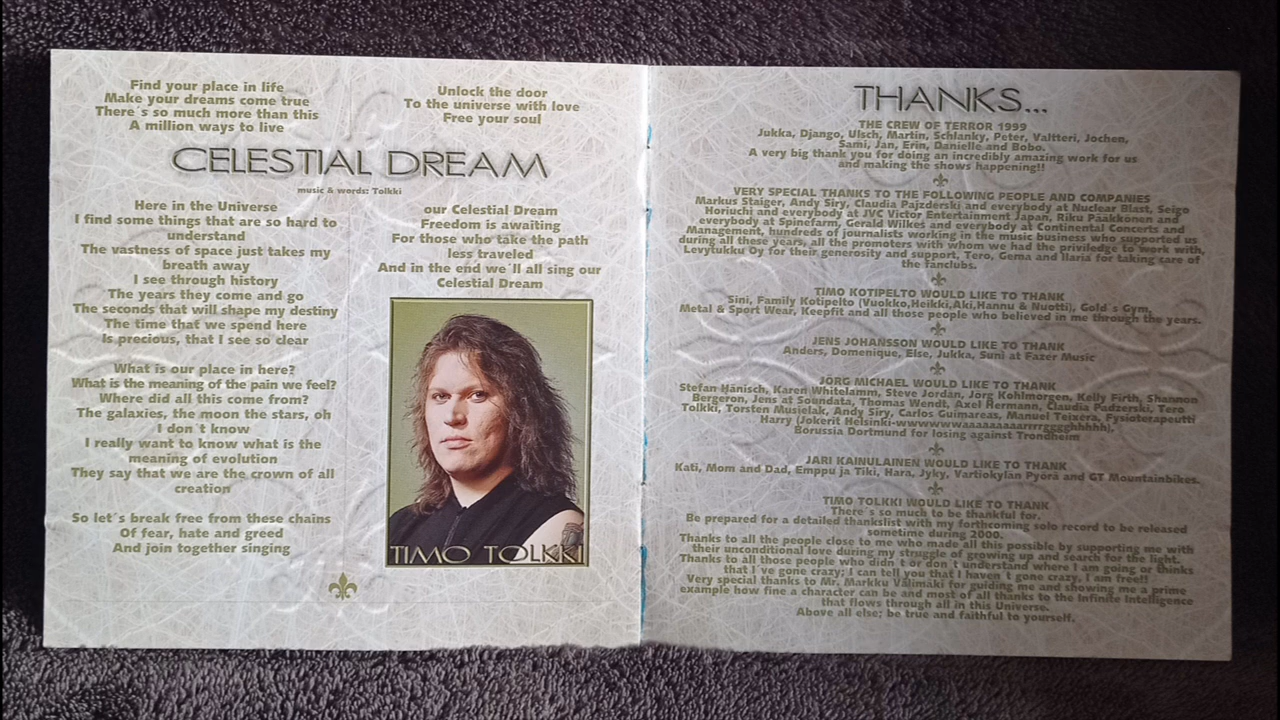 Find your place in life
Make your dreams come true
There´s so much more than this
A million ways to live
Unlock the door
To the universe with love
Free your soul
CELESTIAL DREAM
music & words: Tolkki
Here in the Universe
I find some things that are so hard to
understand
The vastness of space just takes my
breath away
I see through history
The years they come and go
The seconds that will shape my destiny
The time that we spend here
Is precious, that I see so clear
What is our place in here?
What is the meaning of the pain we feel?
Where did all this come from?
The galaxies, the moon the stars, oh
I don´t know
I really want to know what is the
meaning of evolution
They say that we are the crown of all
creation
So let´s break free from these chains
Of fear, hate and greed
And join together singing
our Celestial Dream
Freedom is awaiting
For those who take the path
less traveled
And in the end we´ll all sing our
Celestial Dream
TIMO TOLKKI
THANKS...
THE CREW OF TERROR 1999
Jukka, Django, Ulsch, Martin, Schlanky, Peter, Valtteri, Jochen,
Sami, Jan, Erin, Danielle and Bobo.
A very big thank you for doing an incredibly amazing work for us
and making the shows happening!!
VERY SPECIAL THANKS TO THE FOLLOWING PEOPLE AND COMPANIES
Markus Staiger, Andy Siry, Claudia Pajzderski and everybody at Nuclear Blast, Seigo
Horiuchi and everybody at JVC Victor Entertainment Japan, Riku Pääkkönen and
everybody at Spinefarm, Gerald Wilkes and everybody at Continental Concerts and
Management, hundreds of journalists working in the music business who supported us
during all these years, all the promoters with whom we had the priviledge to work with,
Levytukku Oy for their generosity and support, Tero, Gema and Ilaria for taking care of
the fanclubs.
TIMO KOTIPELTO WOULD LIKE TO THANK
Sini, Family Kotipelto (Vuokko,Heikki,Aki,Hannu & Nuotti), Gold´s Gym,
Metal & Sport Wear, Keepfit and all those people who believed in me through the years.
JENS JOHANSSON WOULD LIKE TO THANK
Anders, Domenique, Else, Jukka, Suni at Fazer Music
JÖRG MICHAEL WOULD LIKE TO THANK
Stefan Hänisch, Karen Whitelamm, Steve Jordan, Jörg Kohlmorgen, Kelly Firth, Shannon
Bergeron, Jens at Soundata, Thomas Wendt, Axel Hermann, Claudia Padzerski, Tero
Tolkki, Torsten Musielak, Andy Siry, Carlos Guimareas, Manuel Teixera, Fysioterapeutti
Harry (Jokerit Helsinki-wwwwwwwaaaaaaaaarrrrggggghhhhh),
Borussia Dortmund for losing against Trondheim
JARI KAINULAINEN WOULD LIKE TO THANK
Kati, Mom and Dad, Emppu ja Tiki, Hara, Jyky, Vartiokylän Pyörä and GT Mountainbikes.
TIMO TOLKKI WOULD LIKE TO THANK
There´s so much to be thankful for.
Be prepared for a detailed thankslist with my forthcoming solo record to be released
sometime during 2000.
Thanks to all the people close to me who made all this possible by supporting me with
their unconditional love during my struggle of growing up and search for the light.
Thanks to all those people who didn´t or don´t understand where I am going or thinks
that I´ve gone crazy; I can tell you that I haven´t gone crazy, I am free!!
Very special thanks to Mr. Markku Välimäki for guiding me and showing me a prime
example how fine a character can be and most of all thanks to the Infinite Intelligence
that flows through all in this Universe.
Above all else; be true and faithful to yourself.